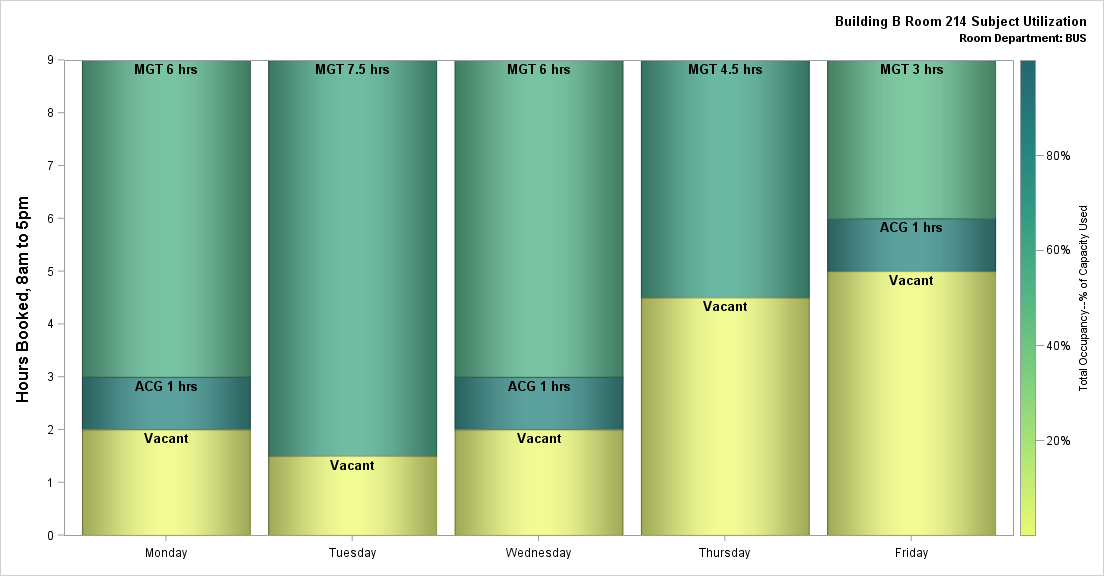 Building B Room 214 Subject Utilization
Room Department: BUS
Hours Booked, 8am to 5pm
9
8
7
6
5
4
3
2
1
0
MGT 6 hrs
ACG 1 hrs
Vacant
MGT 7.5 hrs
Vacant
MGT 6 hrs
ACG 1 hrs
Vacant
MGT 4.5 hrs
Vacant
MGT 3 hrs
ACG 1 hrs
Vacant
Monday
Tuesday
Wednesday
Thursday
Friday
80%
60%
40%
20%
Total Occupancy--% of Capacity Used